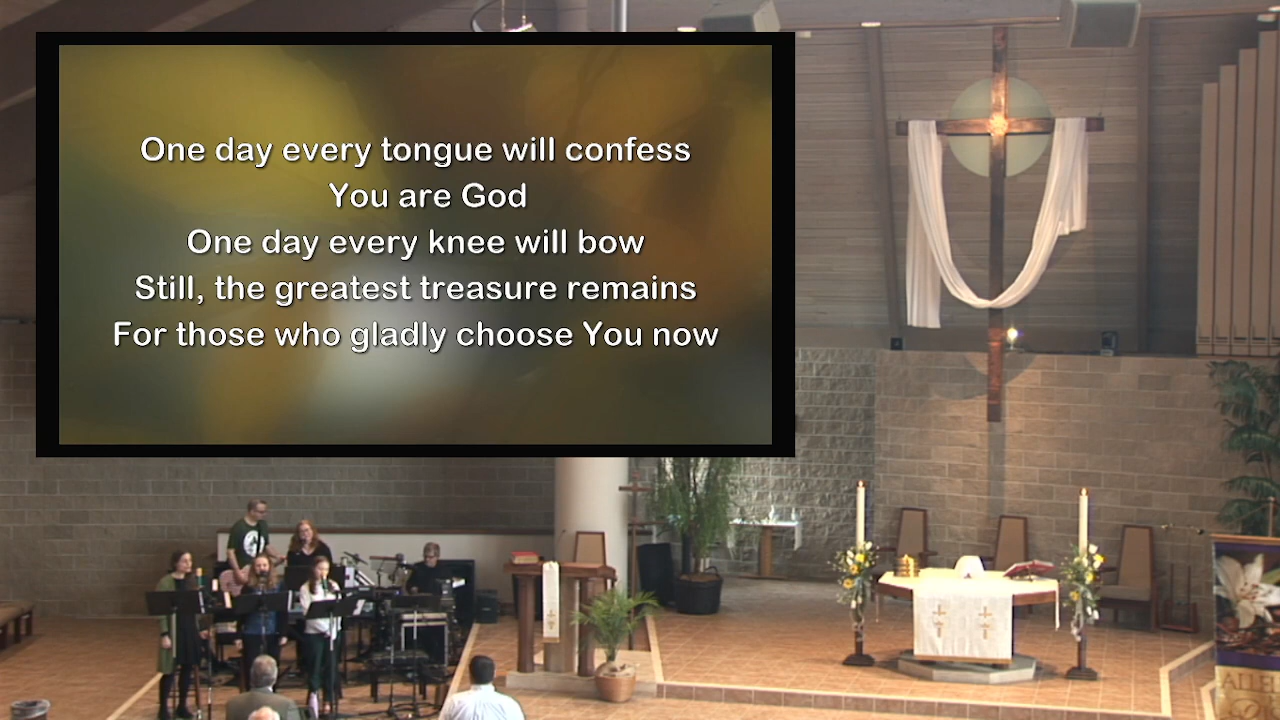 One day every tongue will confess
You are God
One day every knee will bow
Still, the greatest treasure remains
For those who gladly choose You now